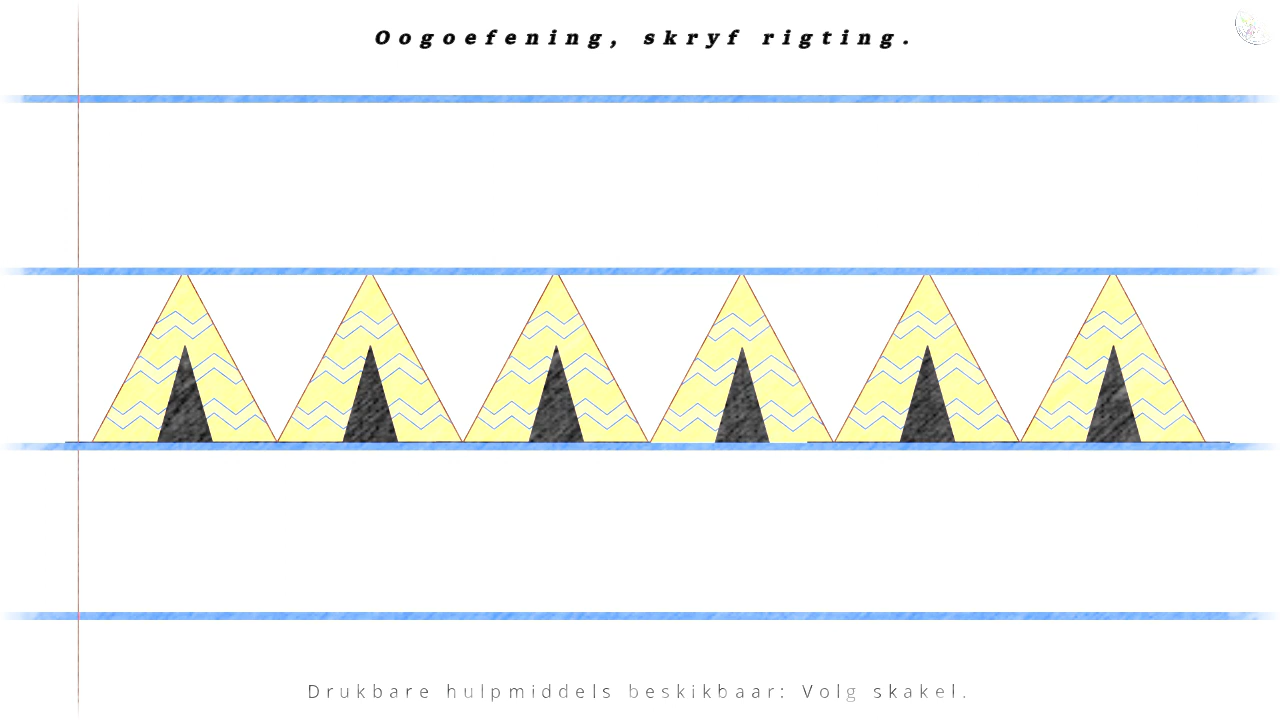 Oogoefening, skryf rigting.
Drukbare hulpmiddels beskikbaar: Volg skakel.